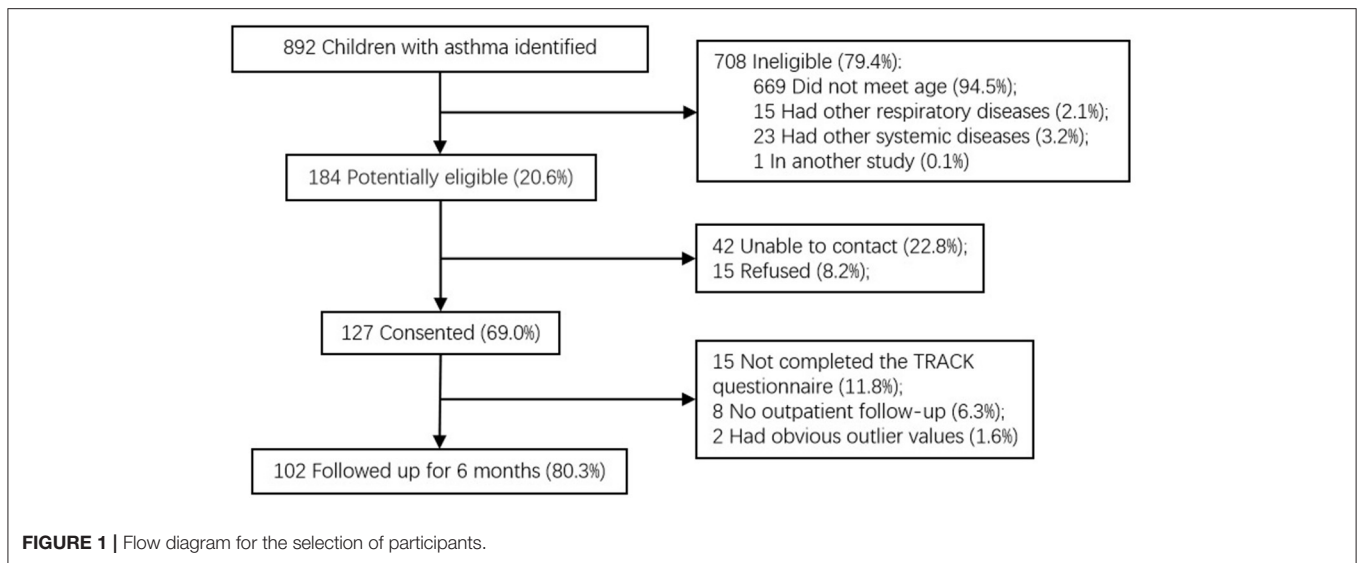 892 Children with asthma identified
708 Ineligible (79.4%):
669 Did not meet age (94.5%);
15 Had other respiratory diseases (2.1%);
23 Had other systemic diseases (3.2%);
1 In another study (0.1%)
184 Potentially eligible (20.6%)
42 Unable to contact (22.8%);
15 Refused (8.2%);
127 Consented (69.0%)
15 Not completed the TRACK
questionnaire (11.8%);
8 No outpatient follow-up (6.3%);
2 Had obvious outlier values (1.6%)
102 Followed up for 6 months (80.3%)
FIGURE 1 | Flow diagram for the selection of participants.